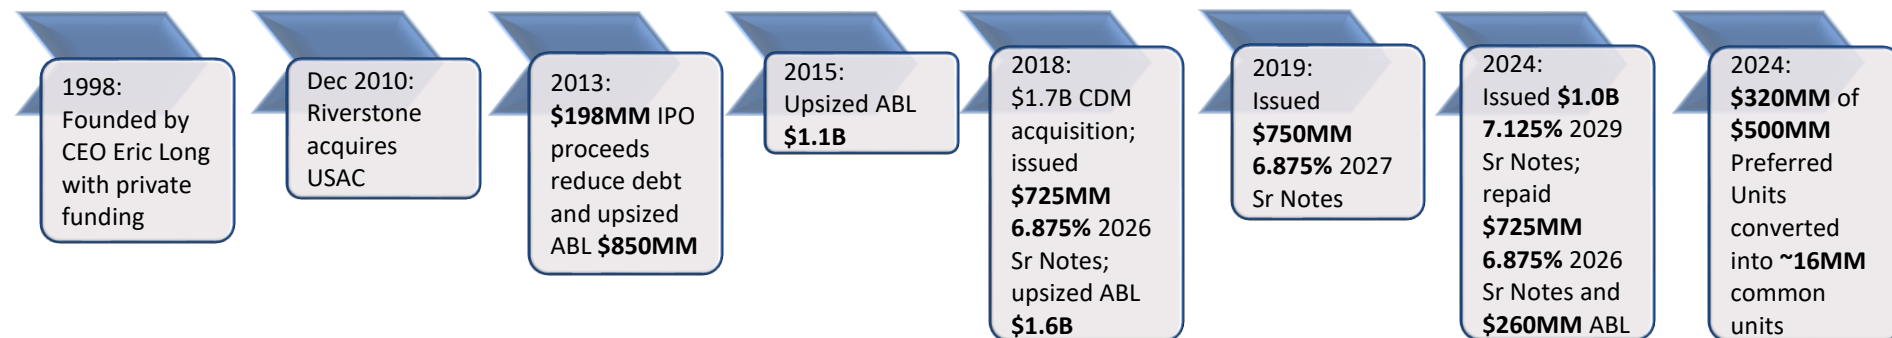 1998:
Founded by
CEO Eric Long
with private
funding
Dec 2010:
Riverstone
acquires
USAC
2013:
$198MM IPO
proceeds
reduce debt
and upsized
ABL $850MM
2015:
Upsized ABL
$1.1B
2018:
$1.7B CDM
acquisition;
issued
$725MM
6.875% 2026
Sr Notes;
upsized ABL
$1.6B
2019:
Issued
$750MM
6.875% 2027
Sr Notes
2024:
Issued $1.0B
7.125% 2029
Sr Notes;
repaid
$725MM
6.875% 2026
Sr Notes and
$260MM ABL
2024:
$320MM of
$500MM
Preferred
Units
converted
into ~16MM
common
units